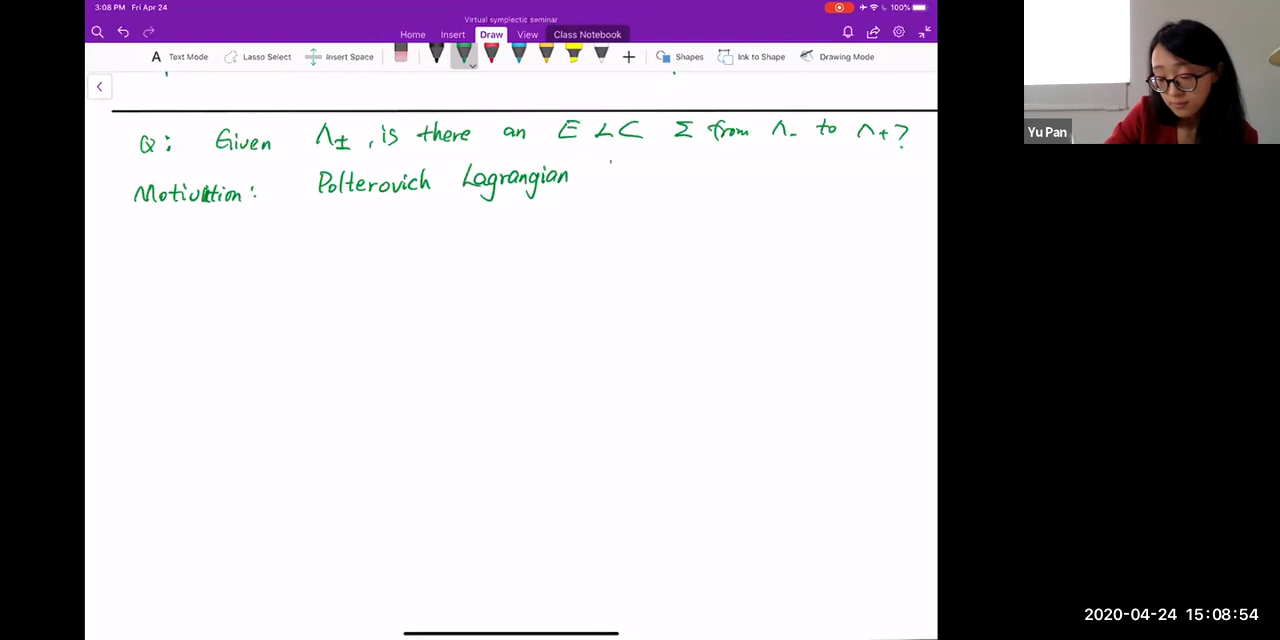 3:08 PM Fri Apr 24
100%
Virtual symplectic seminar
Home Insert Draw View Class Notebook
Text Mode Lasso Select Insert Space Shapes Ink to Shape Drawing Mode
Q: Given Λ± , is there an ELC Σ from Λ- to Λ+?
Motivation: Polterovich Lagrangian
Yu Pan
2020-04-24 15:08:54